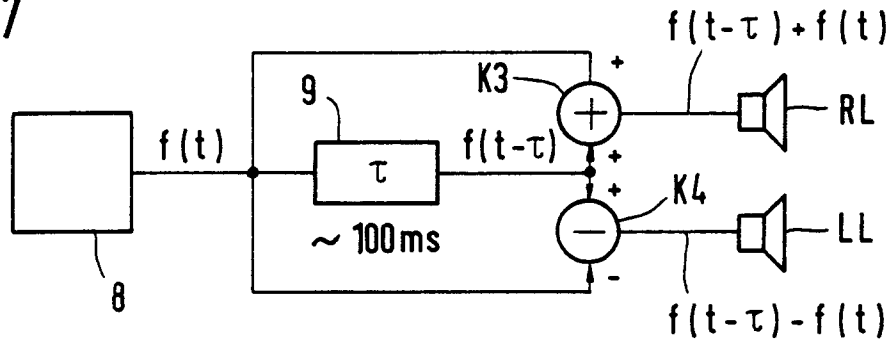 7
f(t-τ)+f(t)
+
K3
9
+
RL
f(t)
f(t-τ)
+
τ
+
K4
~ 100ms
−
LL
8
-
f(t-τ)-f(t)